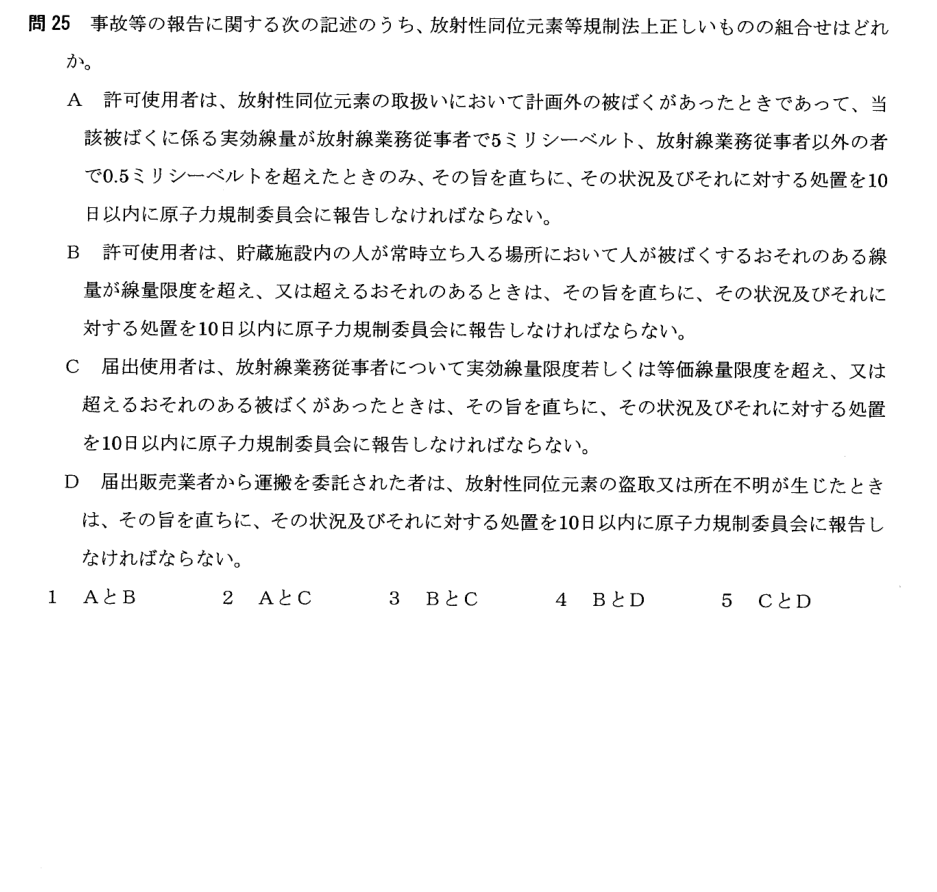 問 25 事故等の報告に関する次の記述のうち、放射性同位元素等規制法上正しいものの組合せはどれ
か。
A 許可使用者は、放射性同位元素の取扱いにおいて計画外の被ばくがあったときであって、当
該被ばくに係る実効線量が放射線業務従事者で5ミリシーベルト、放射線業務従事者以外の者
で0.5ミリシーベルトを超えたときのみ、その旨を直ちに、その状況及びそれに対する処置を10
日以内に原子力規制委員会に報告しなければならない。
B 許可使用者は、貯蔵施設内の人が常時立ち入る場所において人が被ばくするおそれのある線
量が線量限度を超え、又は超えるおそれのあるときは、その旨を直ちに、その状況及びそれに
対する処置を10日以内に原子力規制委員会に報告しなければならない。
C 届出使用者は、放射線業務従事者について実効線量限度若しくは等価線量限度を超え、又は
超えるおそれのある被ばくがあったときは、その旨を直ちに、その状況及びそれに対する処置
を10日以内に原子力規制委員会に報告しなければならない。
D 届出販売業者から運搬を委託された者は、放射性同位元素の盗取又は所在不明が生じたとき
は、その旨を直ちに、その状況及びそれに対する処置を10日以内に原子力規制委員会に報告し
なければならない。
1 AとB 2 AとC 3 BとC 4 BとD 5 CとD